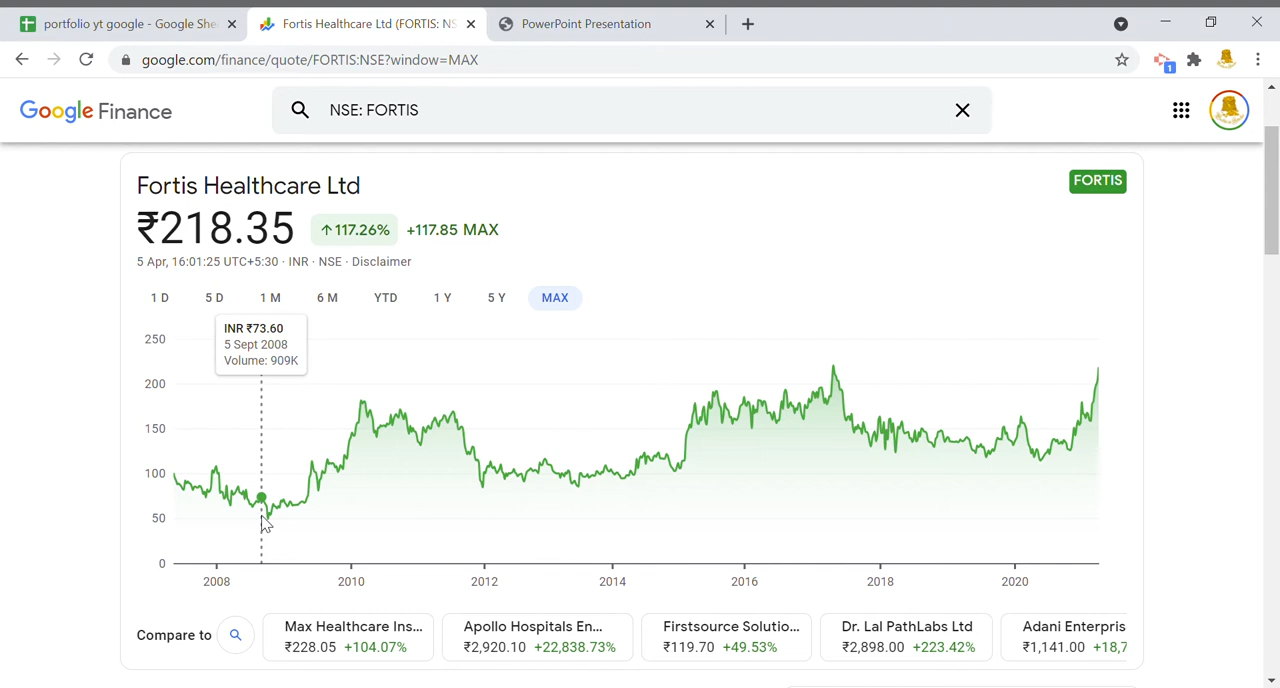 portfolio yt google - Google She
Fortis Healthcare Ltd (FORTIS: NS
PowerPoint Presentation
google.com/finance/quote/FORTIS:NSE?window=MAX
1
Google Finance
NSE: FORTIS
Fortis Healthcare Ltd
FORTIS
₹218.35 ↑117.26% +117.85 MAX
5 Apr, 16:01:25 UTC+5:30 · INR · NSE · Disclaimer
1 D 5 D 1 M 6 M YTD 1 Y 5 Y MAX
INR ₹73.60
5 Sept 2008
Volume: 909K
250
200
150
100
50
0
2008 2010 2012 2014 2016 2018 2020
Compare to
Max Healthcare Ins...
₹228.05 +104.07%
Apollo Hospitals En...
₹2,920.10 +22,838.73%
Firstsource Solutio...
₹119.70 +49.53%
Dr. Lal PathLabs Ltd
₹2,898.00 +223.42%
Adani Enterpris
₹1,141.00 +18,7